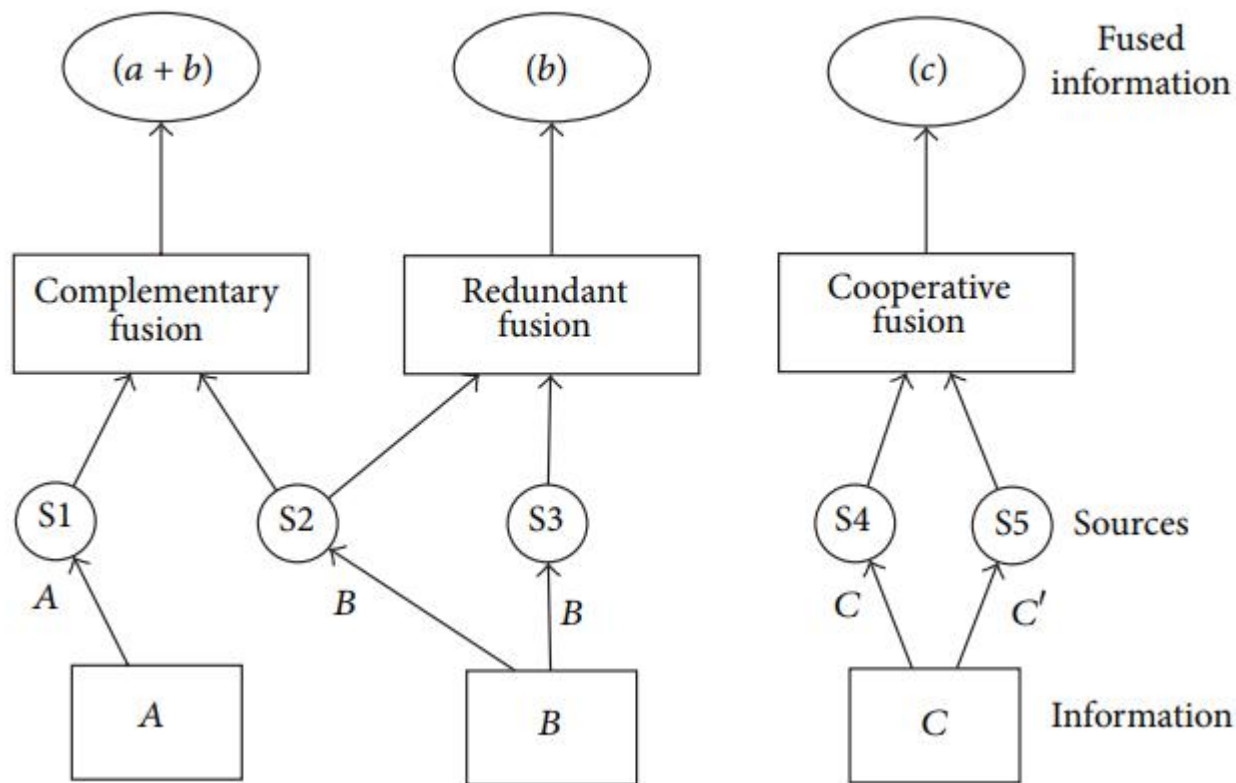 (a + b)
(b)
(c)
Fused
information
Complementary
fusion
Redundant
fusion
Cooperative
fusion
S1
S2
S3
S4
S5
Sources
A
B
B
C
C′
A
B
C
Information